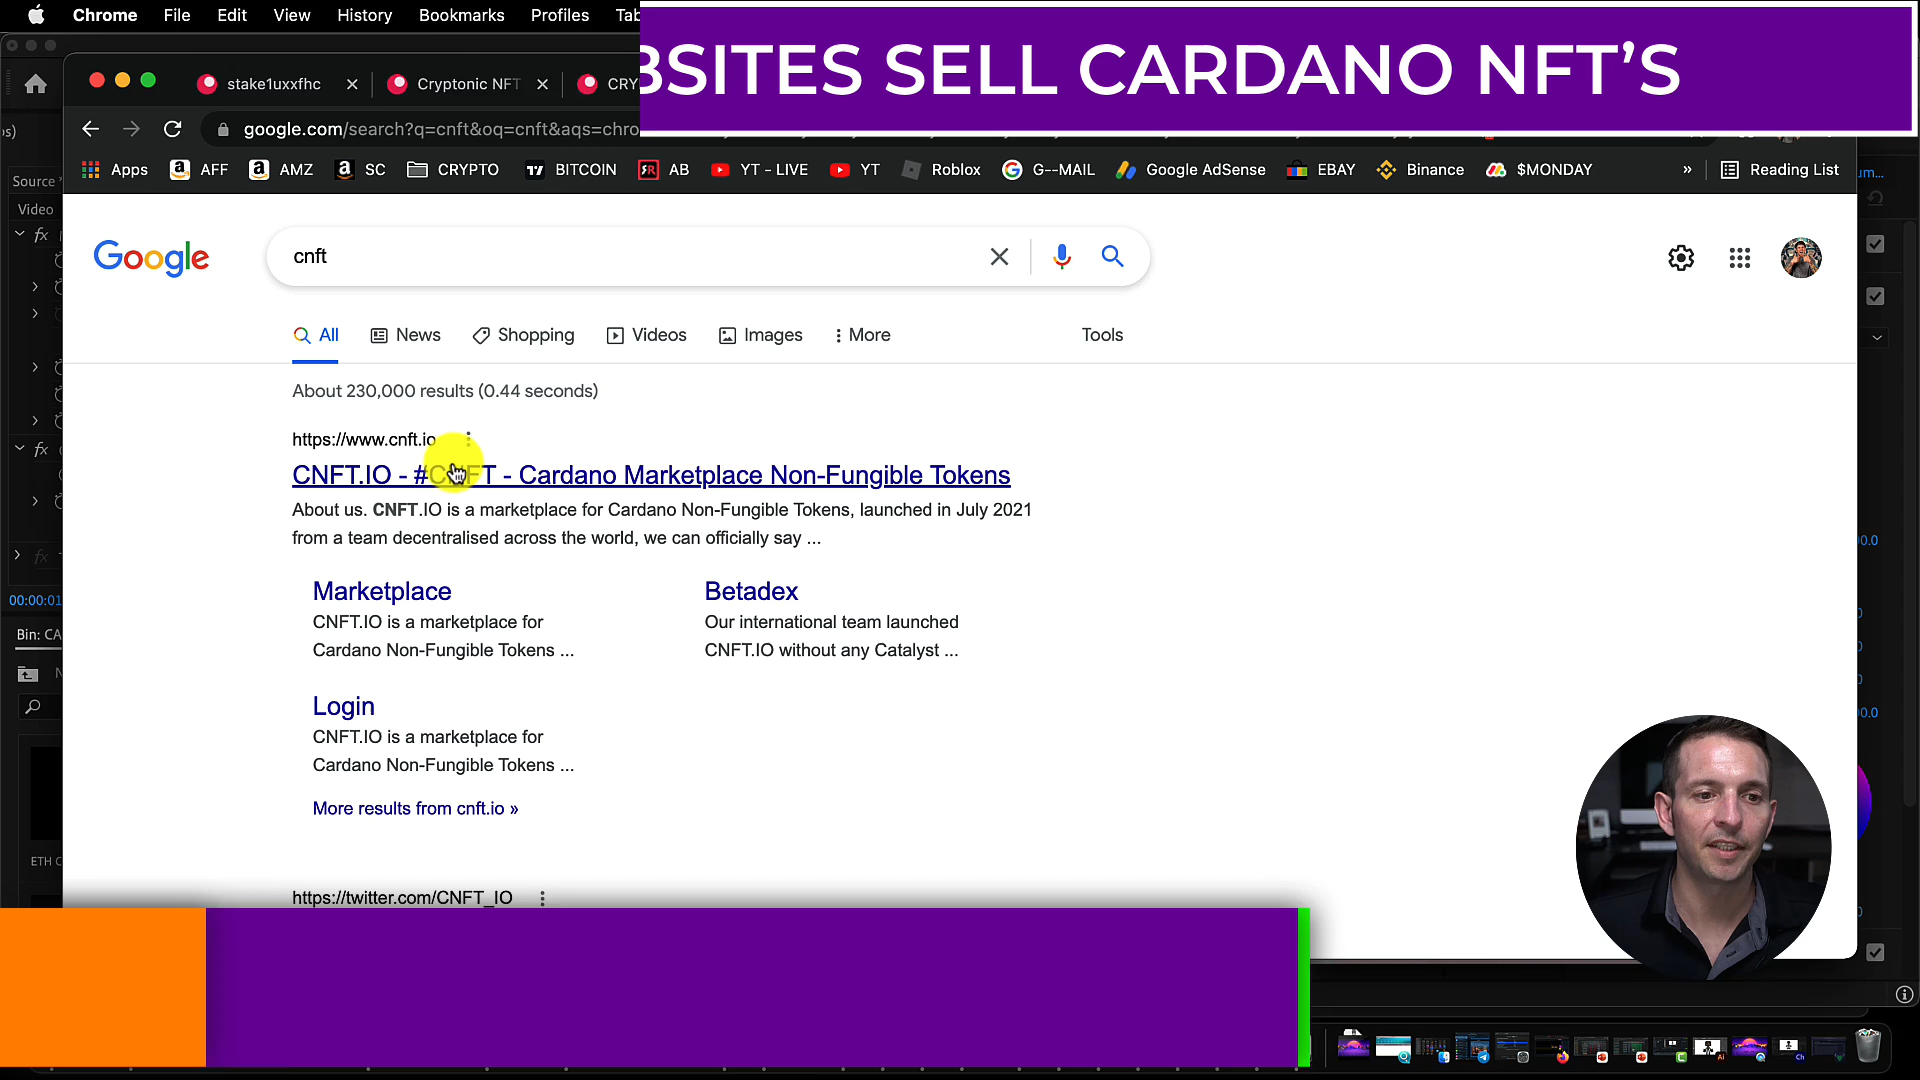 Chrome File Edit View History Bookmarks Profiles
BSITES SELL CARDANO NFT'S
stake1uxxfhc Cryptonic NFT CRY
google.com/search?q=cnft&oq=cnft&aqs=chro
Apps AFF AMZ SC CRYPTO BITCOIN AB YT - LIVE YT Roblox G--MAIL Google AdSense EBAY Binance $MONDAY » Reading List
Source
Video
fx
fx
fx
00:00:01
Bin: CA
ETH C
Google
cnft
All News Shopping Videos Images More Tools
About 230,000 results (0.44 seconds)
https://www.cnft.io
CNFT.IO - #CNFT - Cardano Marketplace Non-Fungible Tokens
About us. CNFT.IO is a marketplace for Cardano Non-Fungible Tokens, launched in July 2021
from a team decentralised across the world, we can officially say ...
Marketplace
CNFT.IO is a marketplace for
Cardano Non-Fungible Tokens ...
Betadex
Our international team launched
CNFT.IO without any Catalyst ...
Login
CNFT.IO is a marketplace for
Cardano Non-Fungible Tokens ...
More results from cnft.io »
https://twitter.com/CNFT_IO